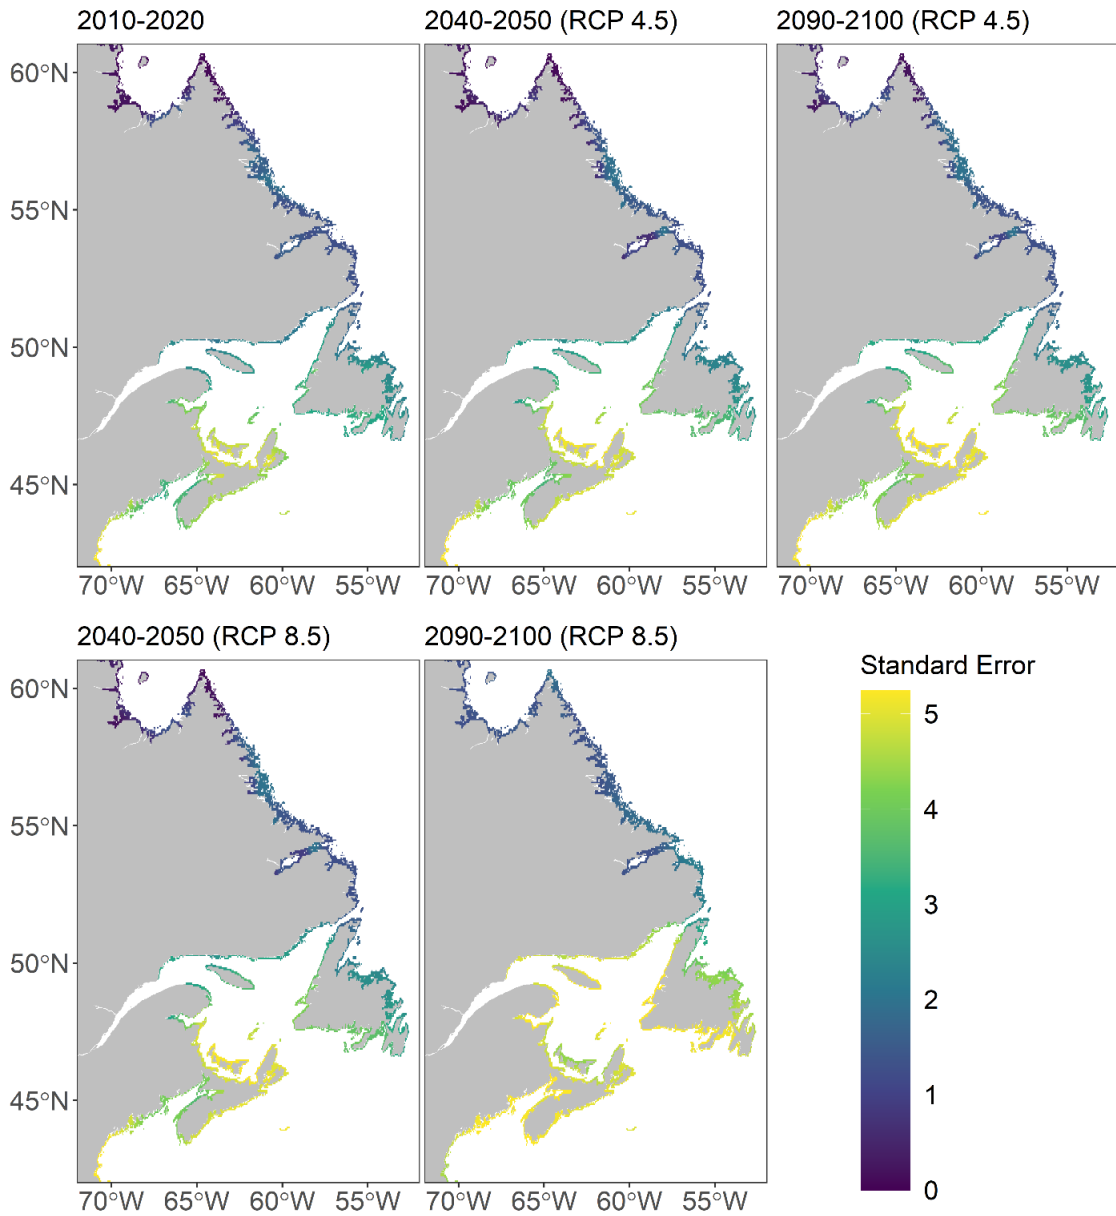 2010-2020
2040-2050 (RCP 4.5)
2090-2100 (RCP 4.5)
60°N
55°N
50°N
45°N
70°W 65°W 60°W 55°W
70°W 65°W 60°W 55°W
70°W 65°W 60°W 55°W
2040-2050 (RCP 8.5)
2090-2100 (RCP 8.5)
60°N
55°N
50°N
45°N
70°W 65°W 60°W 55°W
70°W 65°W 60°W 55°W
Standard Error
5
4
3
2
1
0